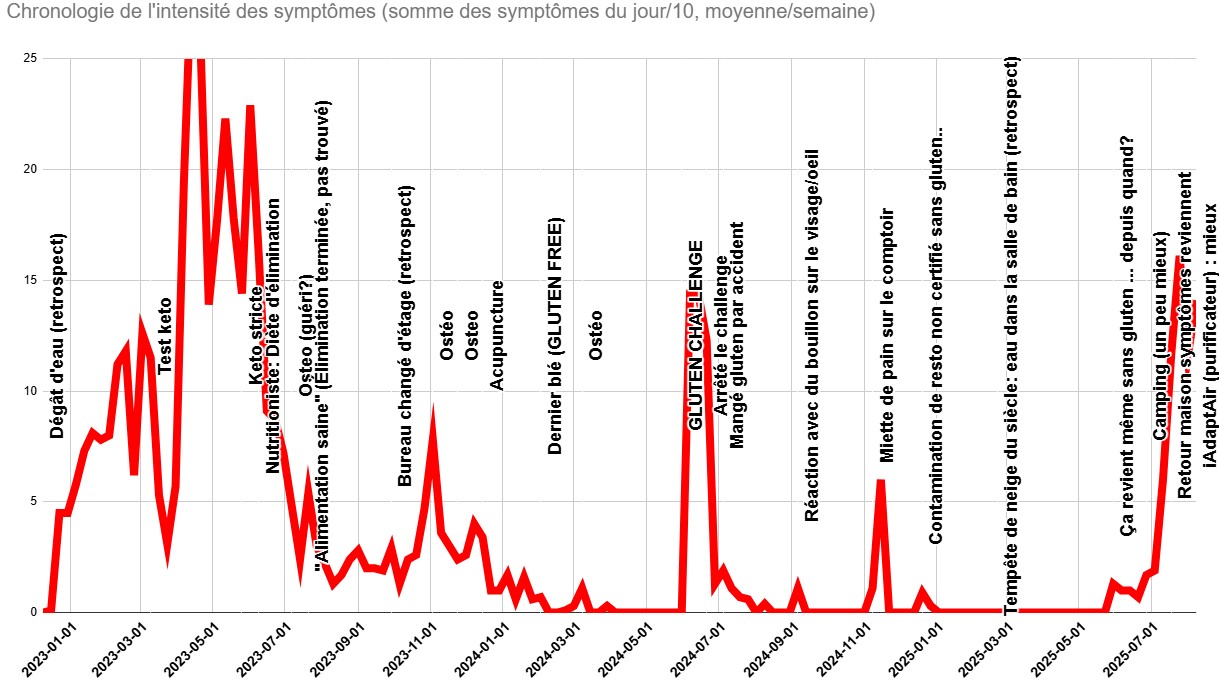 Chronologie de l'intensité des symptômes (somme des symptômes du jour/10, moyenne/semaine)
25
20
15
10
5
0
Dégát d'eau (retrospect)
Test keto
Keto stricte
Nutritioniste: Diète d'élimination
Osteo (guéri?)
"Alimentation saine" (Élimination terminée, pas trouvé)
Bureau changé d'étage (retrospect)
Ostéo
Osteo
Acupuncture
Dernier blé (GLUTEN FREE)
Ostéo
GLUTEN CHALLENGE
Arrêté le challenge
Mangé gluten par accident
Réaction avec du bouillon sur le visage/oeil
Miette de pain sur le comptoir
Contamination de resto non certifié sans gluten..
Tempête de neige du siècle: eau dans la salle de bain (retrospect)
Ça revient même sans gluten ... depuis quand?
Camping (un peu mieux)
Retour maison-symptômes reviennent
iAdaptAir (purificateur) : mieux
2023-01-01
2023-03-01
2023-05-01
2023-07-01
2023-09-01
2023-11-01
2024-01-01
2024-03-01
2024-05-01
2024-07-01
2024-09-01
2024-11-01
2025-01-01
2025-03-01
2025-05-01
2025-07-01